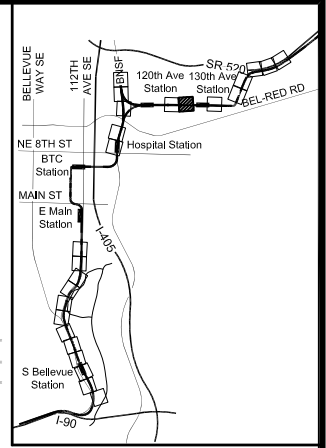 BELLEVUE
WAY SE
112TH
AVE SE
BNSF
SR 520
120th Ave
Station
130th Ave
Station
BEL-RED RD
NE 8TH ST
Hospital Station
BTC
Station
MAIN ST
E Main
Station
I-405
S Bellevue
Station
I-90